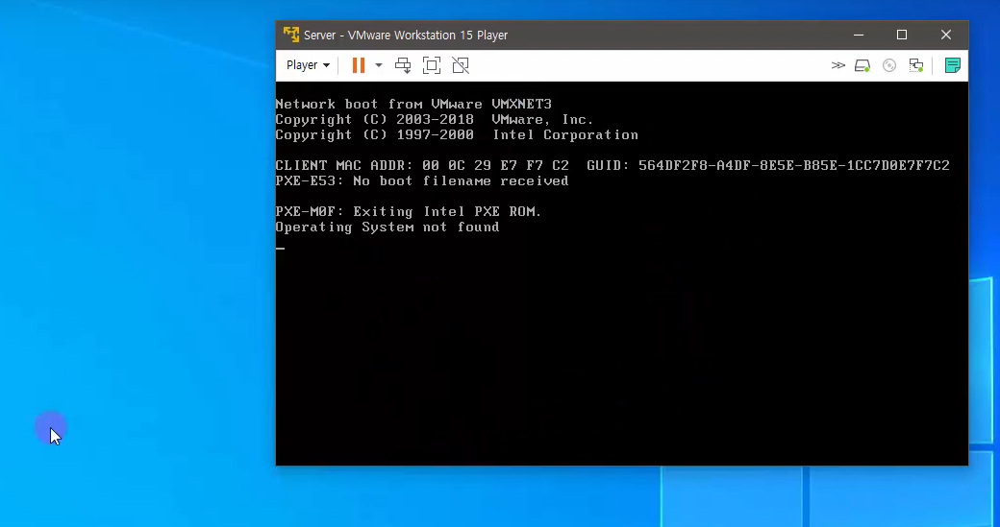 Server - VMware Workstation 15 Player
Player
Network boot from VMware VMXNET3
Copyright (C) 2003-2018  VMware, Inc.
Copyright (C) 1997-2000  Intel Corporation
CLIENT MAC ADDR: 00 0C 29 E7 F7 C2  GUID: 564DF2F8-A4DF-8E5E-B85E-1CC7D0E7F7C2
PXE-E53: No boot filename received
PXE-M0F: Exiting Intel PXE ROM.
Operating System not found